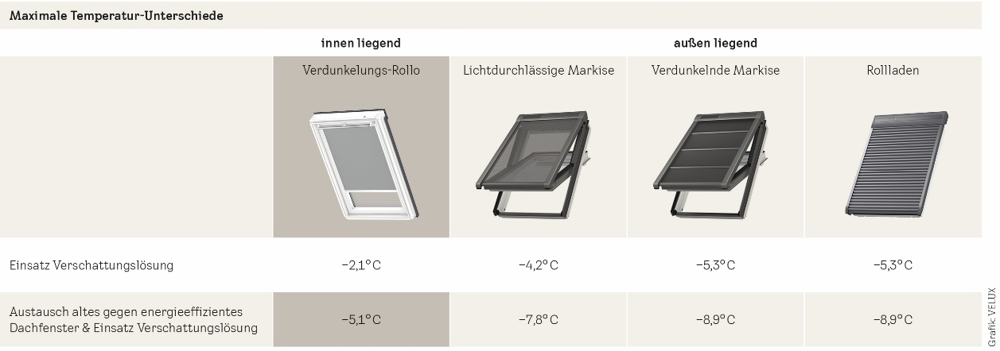 Maximale Temperatur-Unterschiede
innen liegend
außen liegend
Verdunkelungs-Rollo
Lichtdurchlässige Markise
Verdunkelnde Markise
Rollladen
Einsatz Verschattungslösung
–2,1°C
–4,2°C
–5,3°C
–5,3°C
Austausch altes gegen energieeffizientes
Dachfenster & Einsatz Verschattungslösung
–5,1°C
–7,8°C
–8,9°C
–8,9°C
Grafik: VELUX